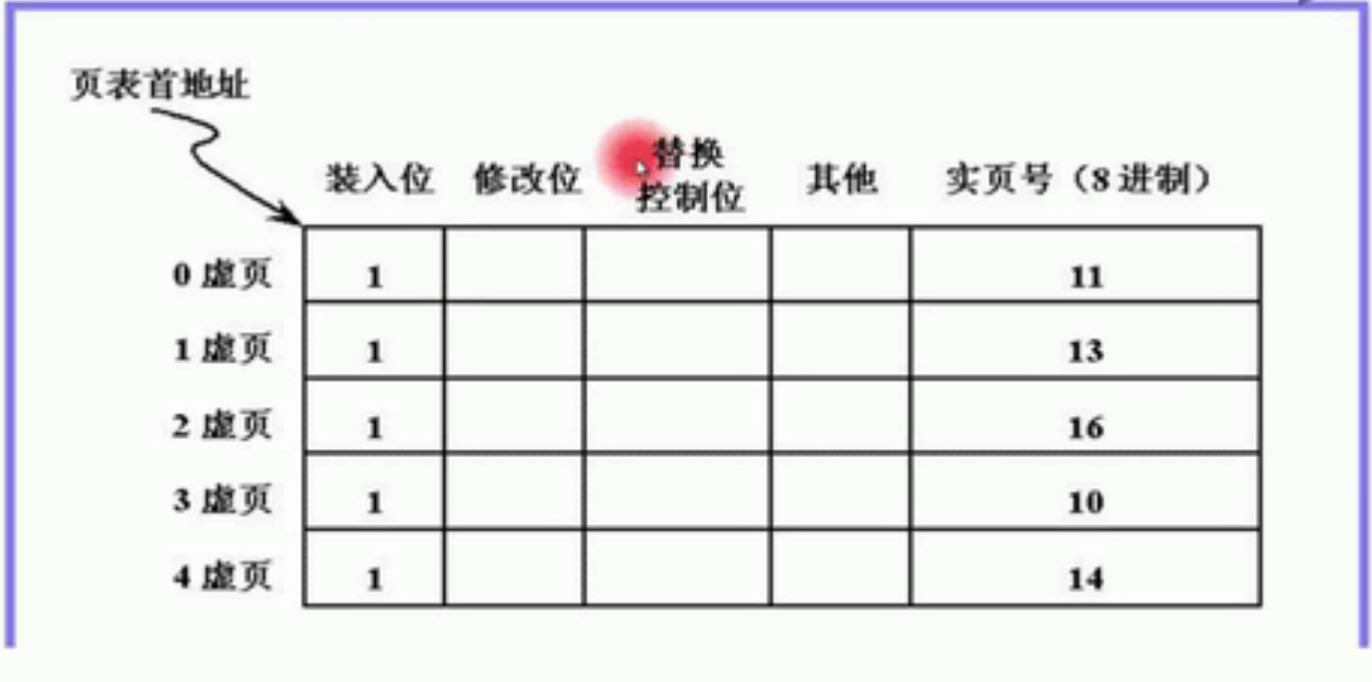 页表首地址
装入位 修改位 替换控制位 其他 实页号（8进制）
0 虚页 1 11
1 虚页 1 13
2 虚页 1 16
3 虚页 1 10
4 虚页 1 14